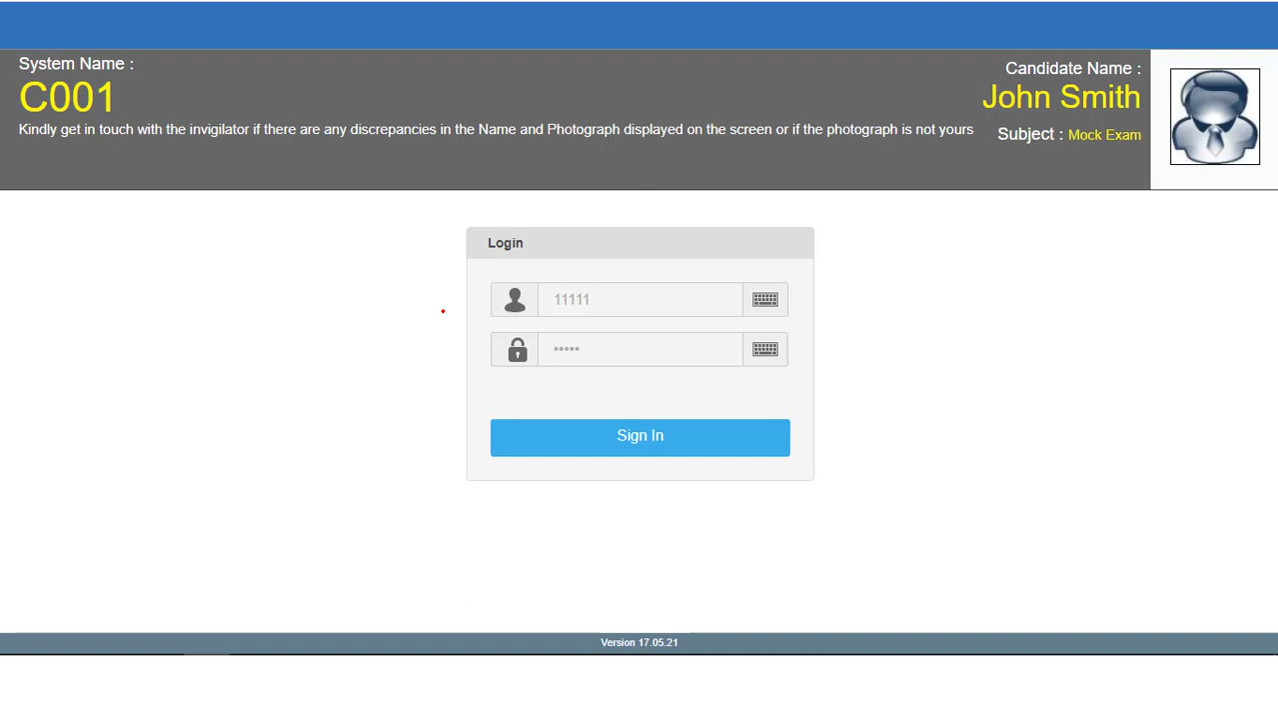 System Name :
C001
Kindly get in touch with the invigilator if there are any discrepancies in the Name and Photograph displayed on the screen or if the photograph is not yours
Candidate Name :
John Smith
Subject : Mock Exam
Login
11111
•••••
Sign In
Version 17.05.21